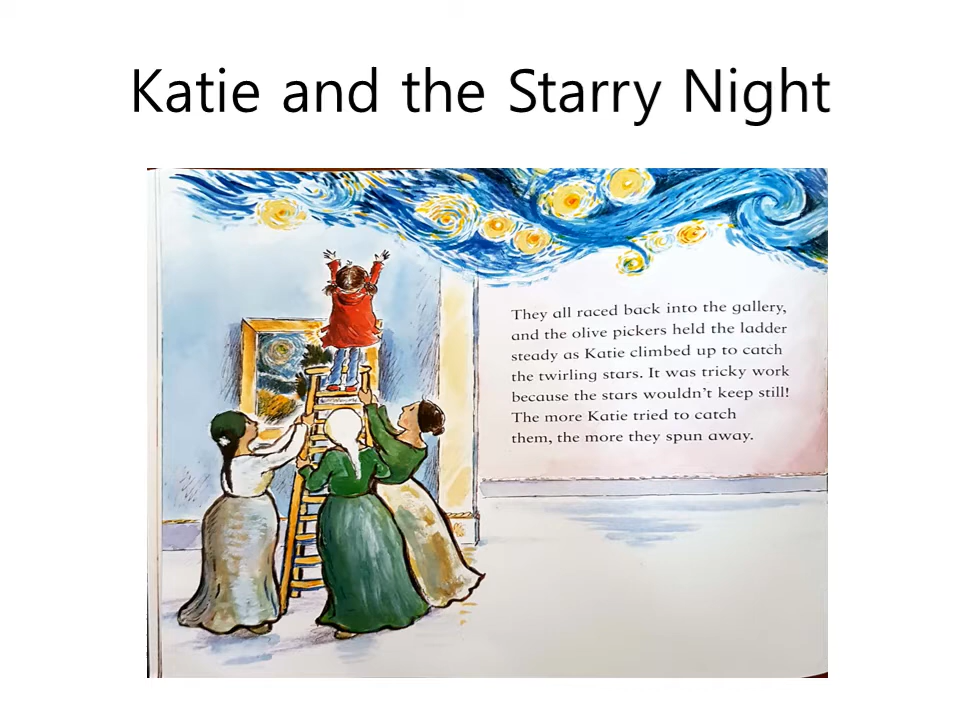 Katie and the Starry Night
They all raced back into the gallery,
and the olive pickers held the ladder
steady as Katie climbed up to catch
the twirling stars. It was tricky work
because the stars wouldn't keep still!
The more Katie tried to catch
them, the more they spun away.